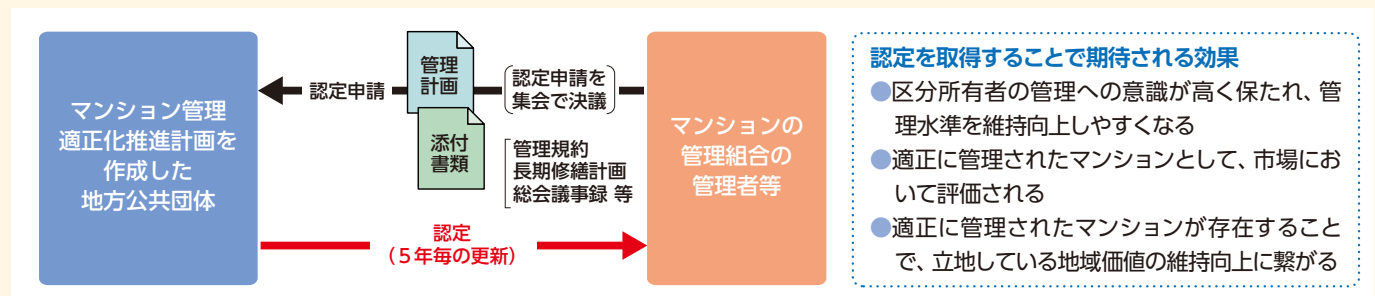 マンション管理
適正化推進計画を
作成した
地方公共団体
認定申請
管理
計画
添付
書類
認定申請を
集会で決議
管理規約
長期修繕計画
総会議事録 等
認定
（5年毎の更新）
マンションの
管理組合の
管理者等
認定を取得することで期待される効果
●区分所有者の管理への意識が高く保たれ、管
理水準を維持向上しやすくなる
●適正に管理されたマンションとして、市場にお
いて評価される
●適正に管理されたマンションが存在すること
で、立地している地域価値の維持向上に繋がる